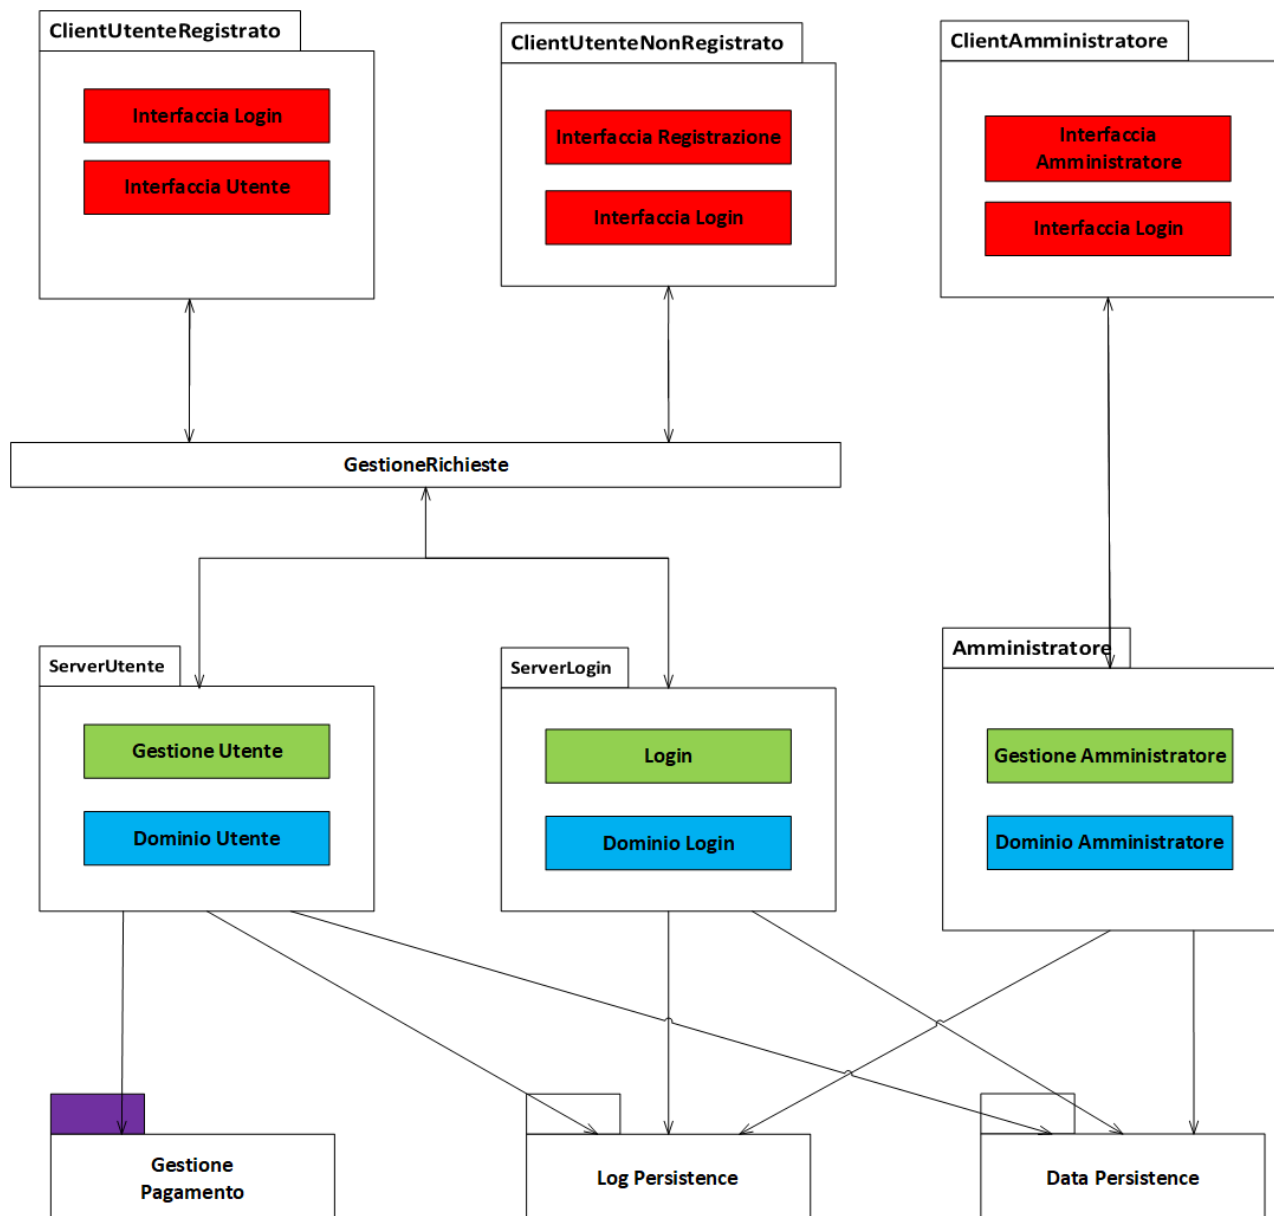 ClientUtenteRegistrato
Interfaccia Login
Interfaccia Utente
ClientUtenteNonRegistrato
Interfaccia Registrazione
Interfaccia Login
ClientAmministratore
Interfaccia
Amministratore
Interfaccia Login
GestioneRichieste
ServerUtente
Gestione Utente
Dominio Utente
ServerLogin
Login
Dominio Login
Amministratore
Gestione Amministratore
Dominio Amministratore
Gestione
Pagamento
Log Persistence
Data Persistence